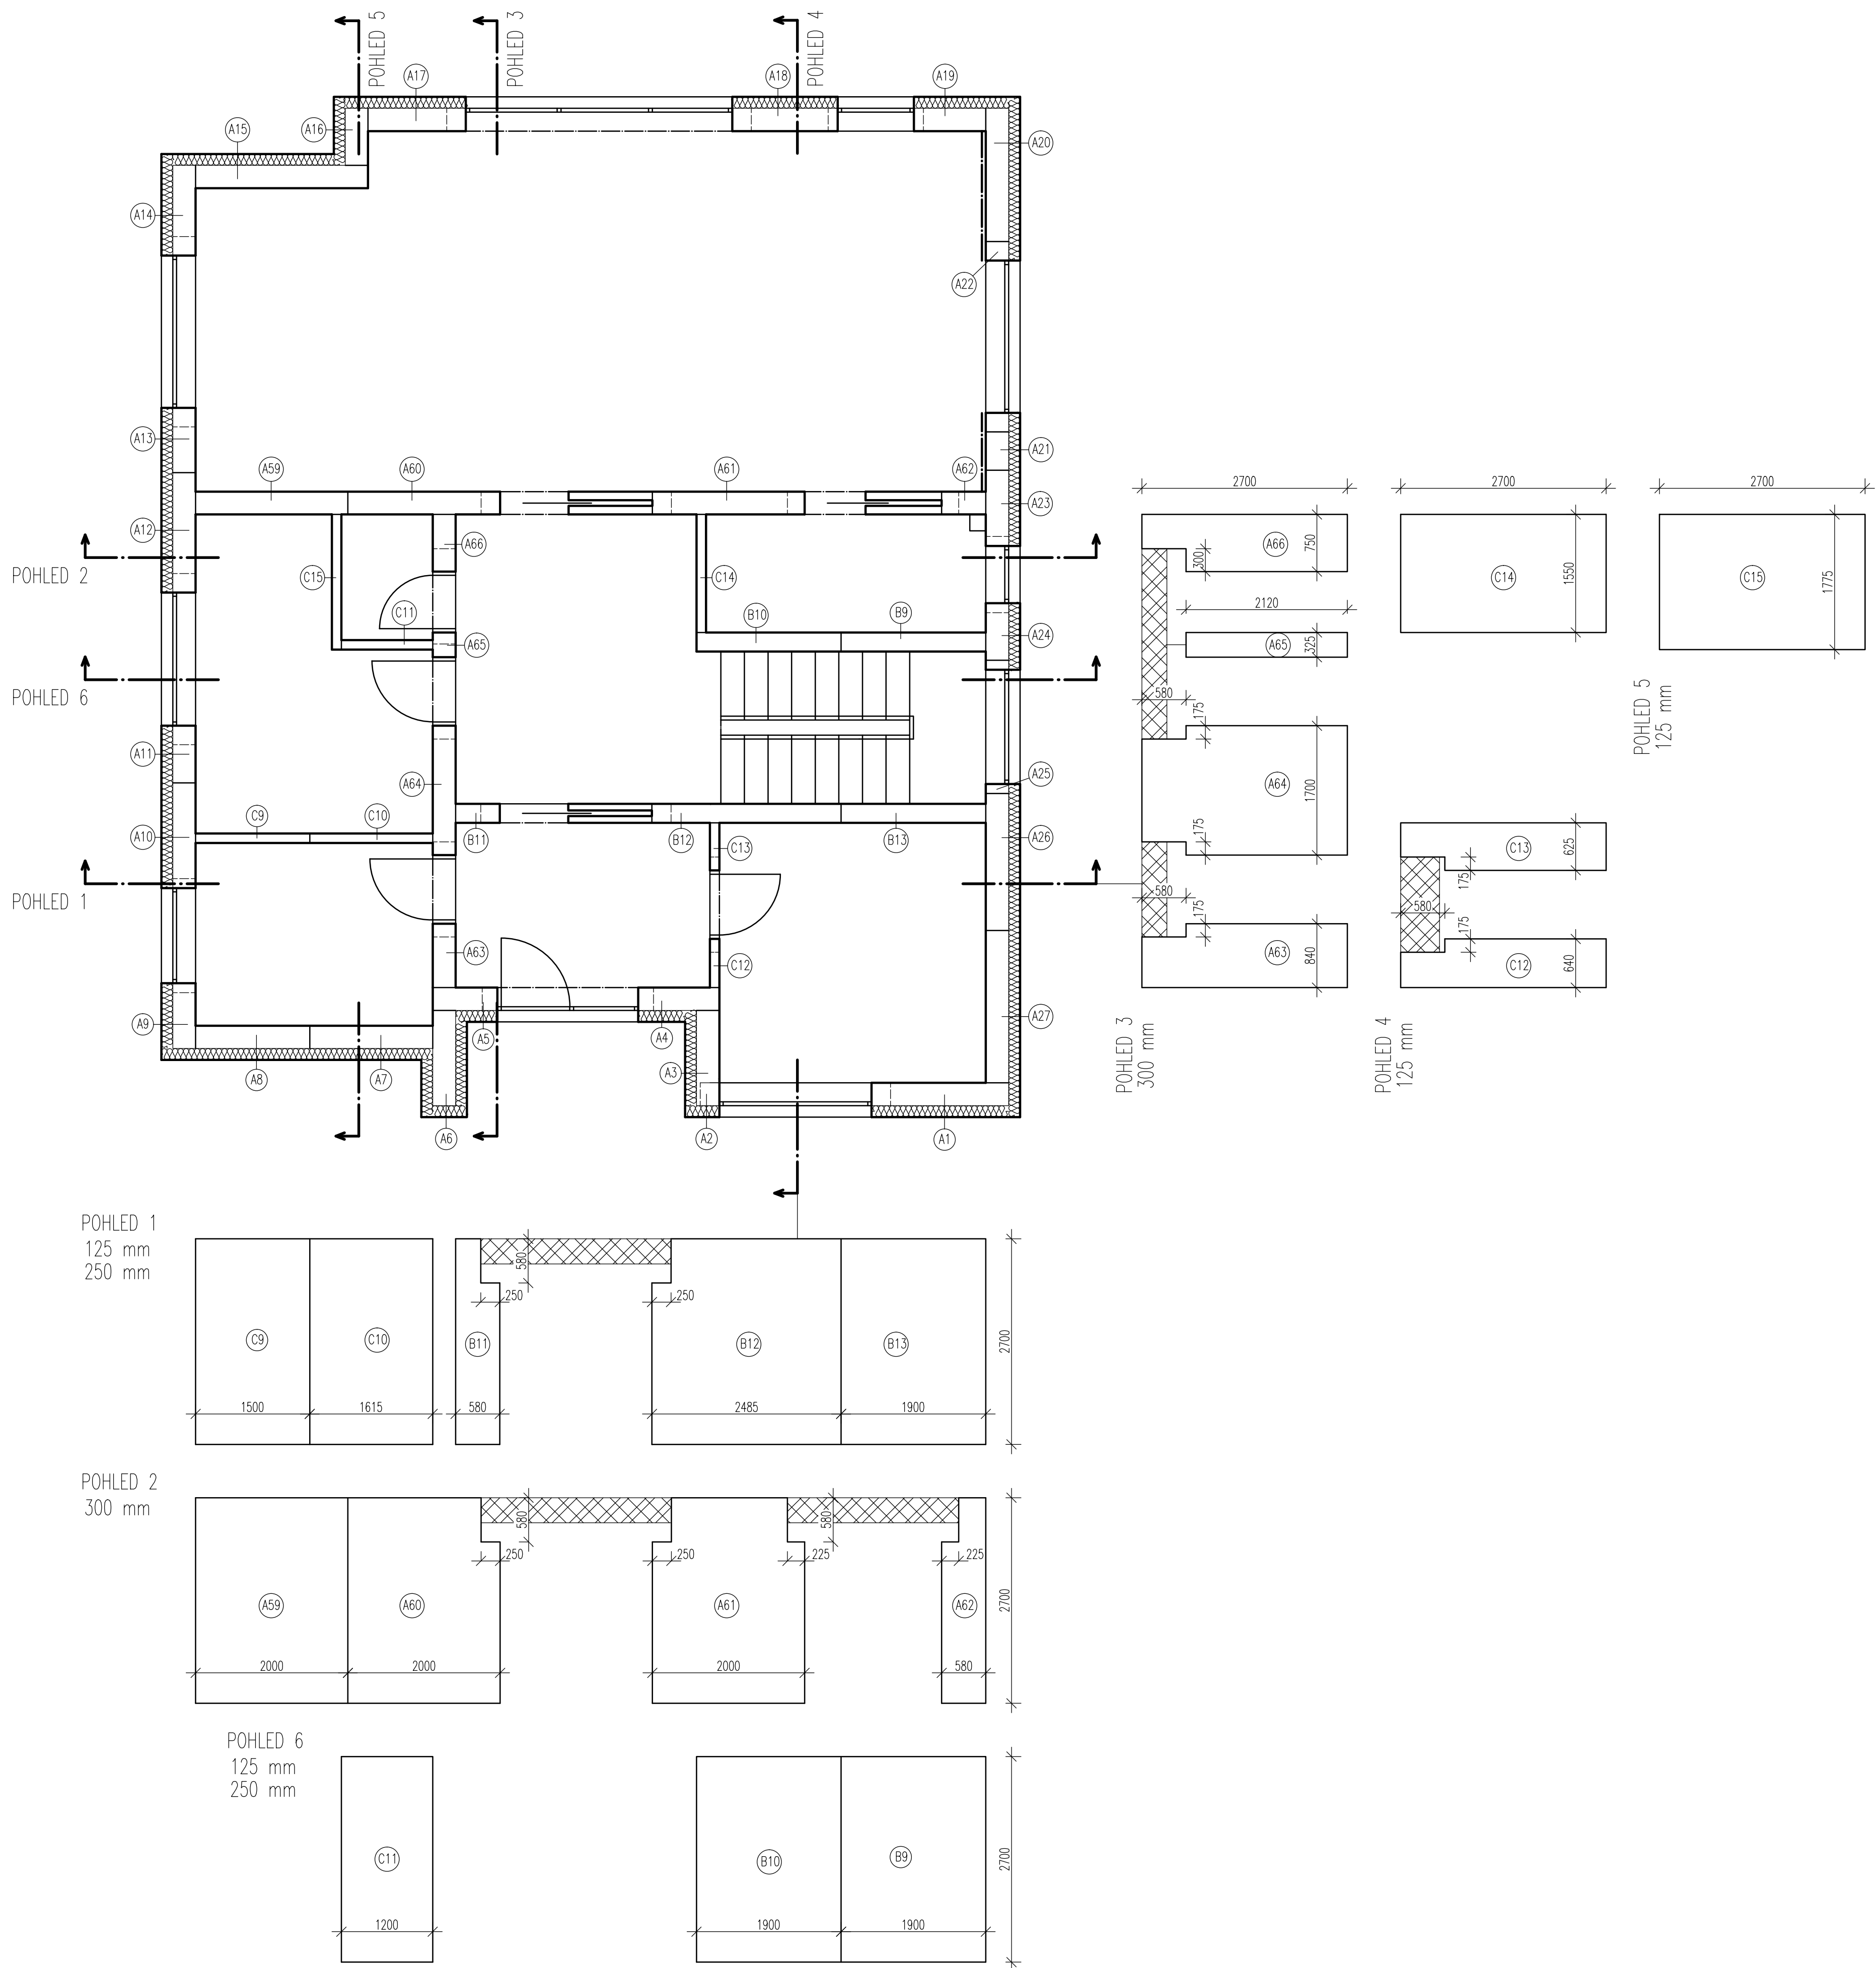 POHLED 5
POHLED 3
POHLED 4
A17
A18
A19
A15
A16
A20
A14
A22
A13
A21
A59
A60
A61
A62
A12
A23
A66
C15
C14
C11
B10
B9
A65
A24
A11
A64
A25
C9
C10
A10
B11
B12
B13
A26
C13
A63
C12
A9
A5
A4
A27
A8
A7
A3
A6
A2
A1
POHLED 2
POHLED 6
POHLED 1
2700
2700
2700
A66
750
300
2120
A65
325
580
175
A64
1700
175
580
175
A63
840
POHLED 3
300 mm
C14
1550
C13
625
175
580
175
C12
640
POHLED 4
125 mm
C15
1775
POHLED 5
125 mm
POHLED 1
125 mm
250 mm
580
250
250
C9
C10
B11
B12
B13
2700
1500
1615
580
2485
1900
POHLED 2
300 mm
580
580
250
250
225
225
A59
A60
A61
A62
2700
2000
2000
2000
580
POHLED 6
125 mm
250 mm
C11
B10
B9
2700
1200
1900
1900